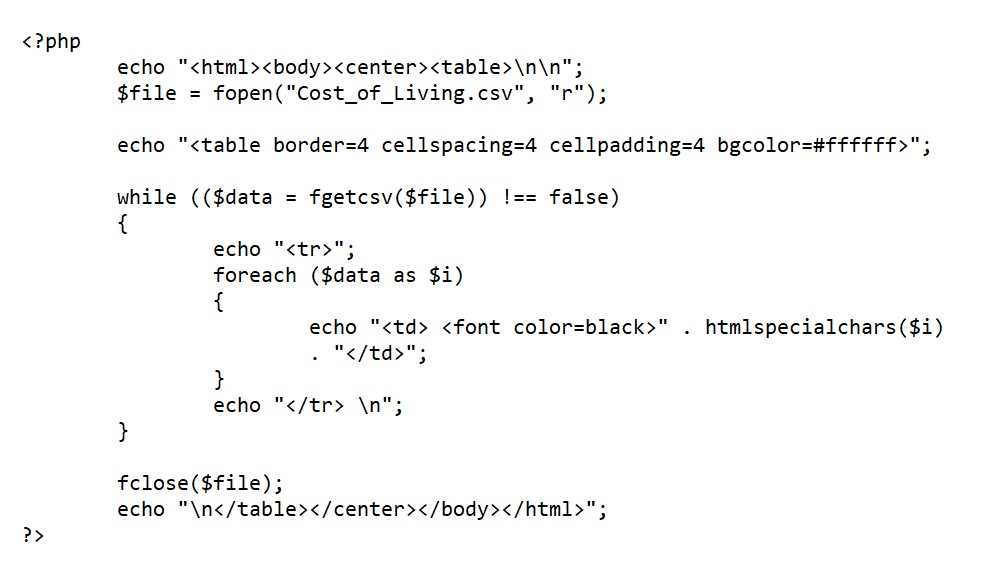 <?php
echo "<html><body><center><table>\n\n";
$file = fopen("Cost_of_Living.csv", "r");
echo "<table border=4 cellspacing=4 cellpadding=4 bgcolor=#ffffff>";
while (($data = fgetcsv($file)) !== false)
{
echo "<tr>";
foreach ($data as $i)
{
echo "<td> <font color=black>" . htmlspecialchars($i)
. "</td>";
}
echo "</tr> \n";
}
fclose($file);
echo "\n</table></center></body></html>";
?>